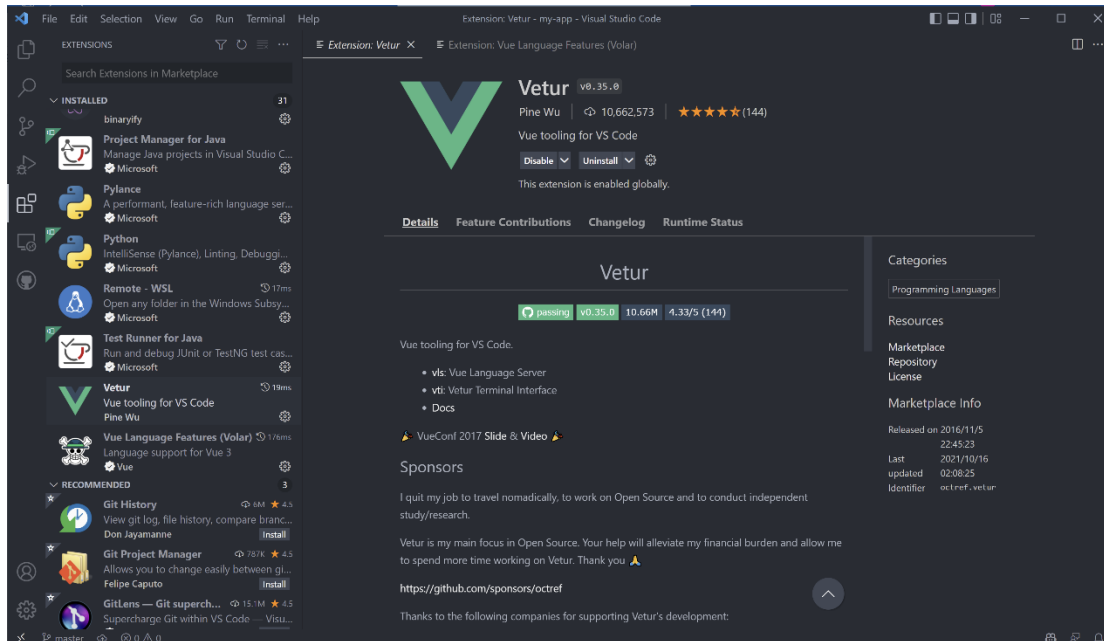 File Edit Selection View Go Run Terminal Help
Extension: Vetur - my-app - Visual Studio Code
EXTENSIONS
Search Extensions in Marketplace
INSTALLED 31
binaryify
Project Manager for Java
Manage Java projects in Visual Studio C...
Microsoft
Pylance
A performant, feature-rich language ser...
Microsoft
Python
IntelliSense (Pylance), Linting, Debuggi...
Microsoft
Remote - WSL 17ms
Open any folder in the Windows Subsy...
Microsoft
Test Runner for Java
Run and debug JUnit or TestNG test cas...
Microsoft
Vetur 19ms
Vue tooling for VS Code
Pine Wu
Vue Language Features (Volar) 176ms
Language support for Vue 3
Vue
RECOMMENDED 3
Git History 6M ★ 4.5
View git log, file history, compare branc...
Don Jayamanne Install
Git Project Manager 787K ★ 4.5
Allows you to change easily between gi...
Felipe Caputo Install
GitLens — Git superch... 15.1M ★ 4.5
Supercharge Git within VS Code — Visu...
master 0 0
Extension: Vetur
Extension: Vue Language Features (Volar)
Vetur v0.35.0
Pine Wu 10,662,573 (144)
Vue tooling for VS Code
Disable Uninstall
This extension is enabled globally.
Details Feature Contributions Changelog Runtime Status
Vetur
passing v0.35.0 10.66M 4.33/5 (144)
Vue tooling for VS Code.
• vls: Vue Language Server
• vti: Vetur Terminal Interface
• Docs
🎉 VueConf 2017 Slide & Video 🎉
Sponsors
I quit my job to travel nomadically, to work on Open Source and to conduct independent
study/research.
Vetur is my main focus in Open Source. Your help will alleviate my financial burden and allow me
to spend more time working on Vetur. Thank you 🙏
https://github.com/sponsors/octref
Thanks to the following companies for supporting Vetur's development:
Categories
Programming Languages
Resources
Marketplace
Repository
License
Marketplace Info
Released on 2016/11/5
22:45:23
Last 2021/10/16
updated 02:08:25
Identifier octref.vetur